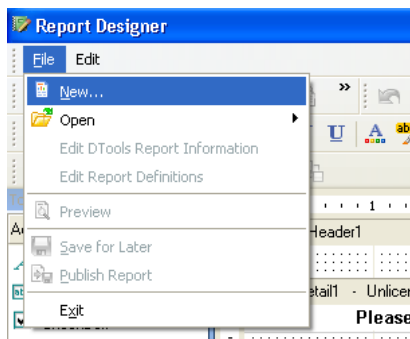 Report Designer
File Edit
New...
»
Open
U A ab
Edit DTools Report Information
Edit Report Definitions
Preview
1
Header1
Save for Later
Publish Report
etail1 - Unlicen
Exit
Please